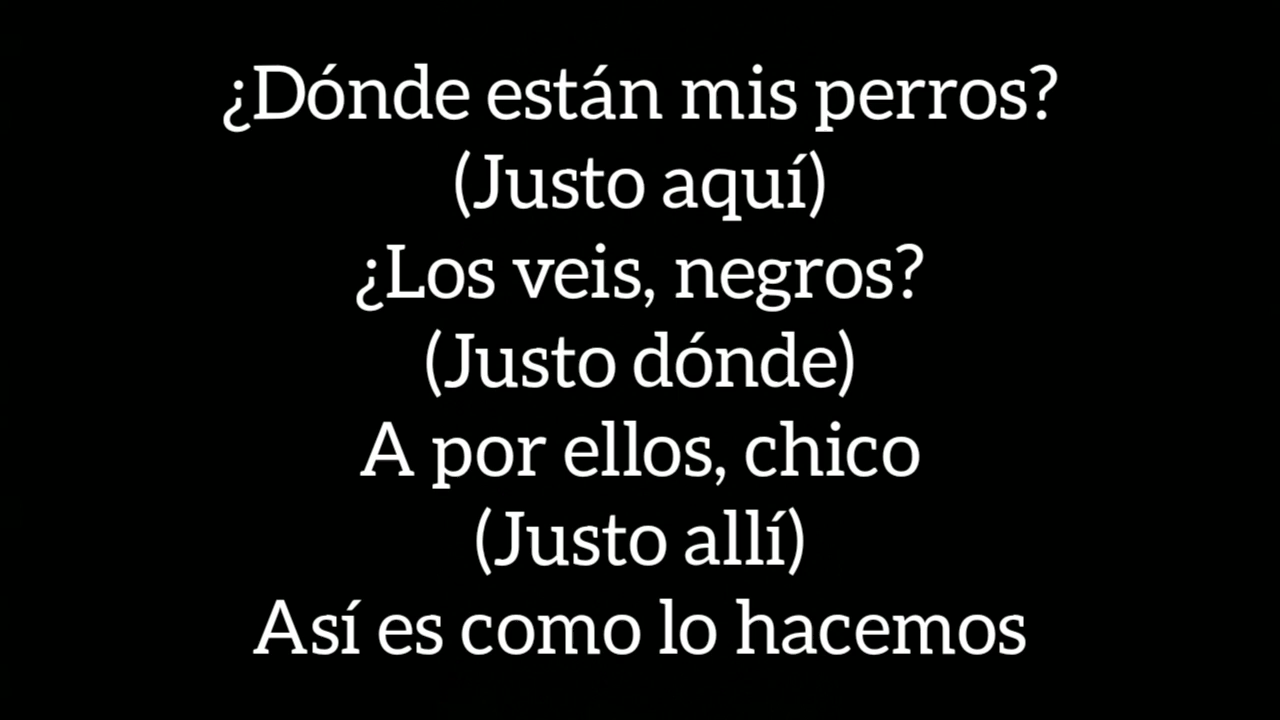 ¿Dónde están mis perros?
(Justo aquí)
¿Los veis, negros?
(Justo dónde)
A por ellos, chico
(Justo allí)
Así es como lo hacemos